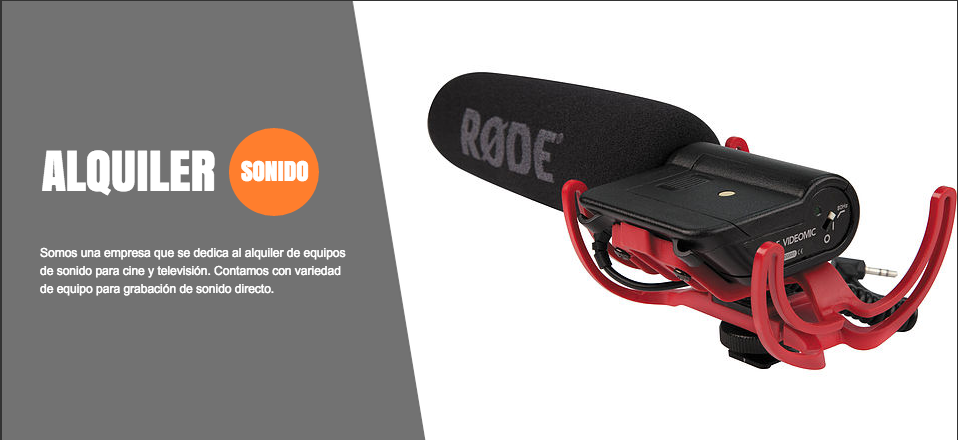 ALQUILER SONIDO
Somos una empresa que se dedica al alquiler de equipos
de sonido para cine y televisión. Contamos con variedad
de equipo para grabación de sonido directo.
RØDE
VIDEOMIC